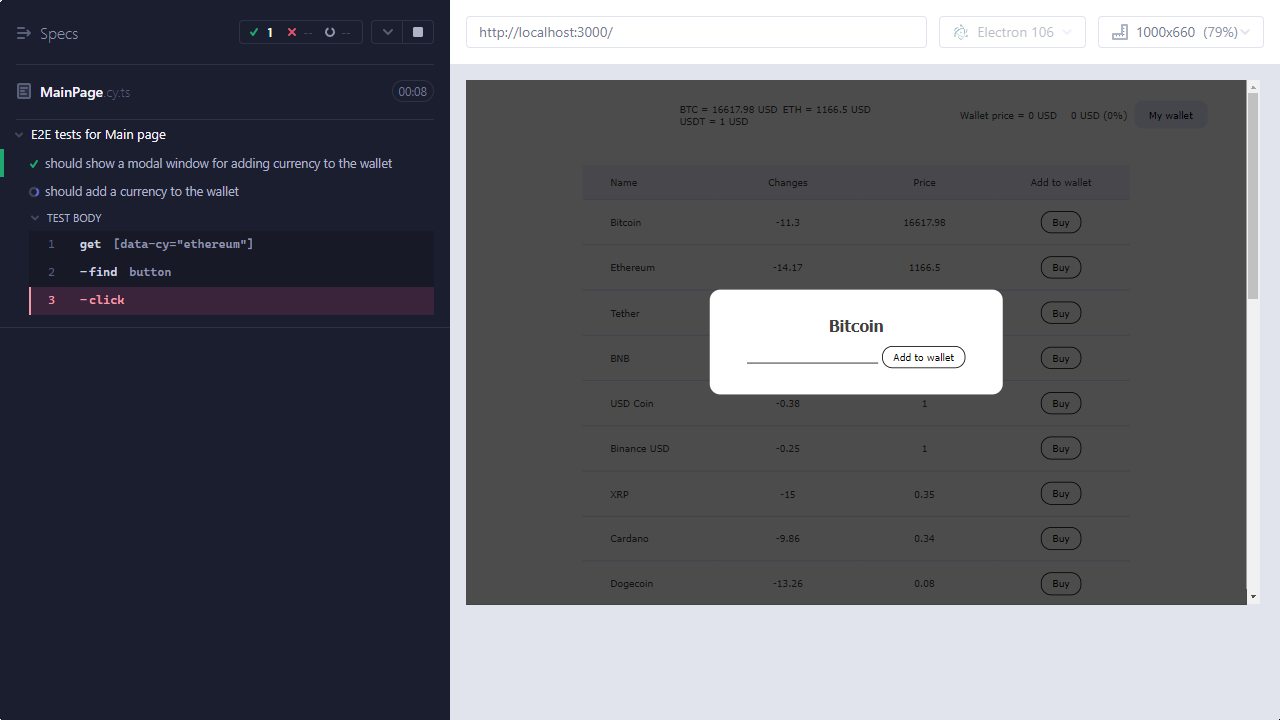 Specs
1
--
--
MainPage.cy.ts
00:08
E2E tests for Main page
should show a modal window for adding currency to the wallet
should add a currency to the wallet
TEST BODY
1 get [data-cy="ethereum"]
2 -find button
3 -click
http://localhost:3000/
Electron 106
1000x660 (79%)
BTC = 16617.98 USD ETH = 1166.5 USD
USDT = 1 USD
Wallet price = 0 USD 0 USD (0%)
My wallet
Name Changes Price Add to wallet
Bitcoin -11.3 16617.98 Buy
Ethereum -14.17 1166.5 Buy
Tether Buy
Bitcoin
Add to wallet
BNB Buy
USD Coin -0.38 1 Buy
Binance USD -0.25 1 Buy
XRP -15 0.35 Buy
Cardano -9.86 0.34 Buy
Dogecoin -13.26 0.08 Buy